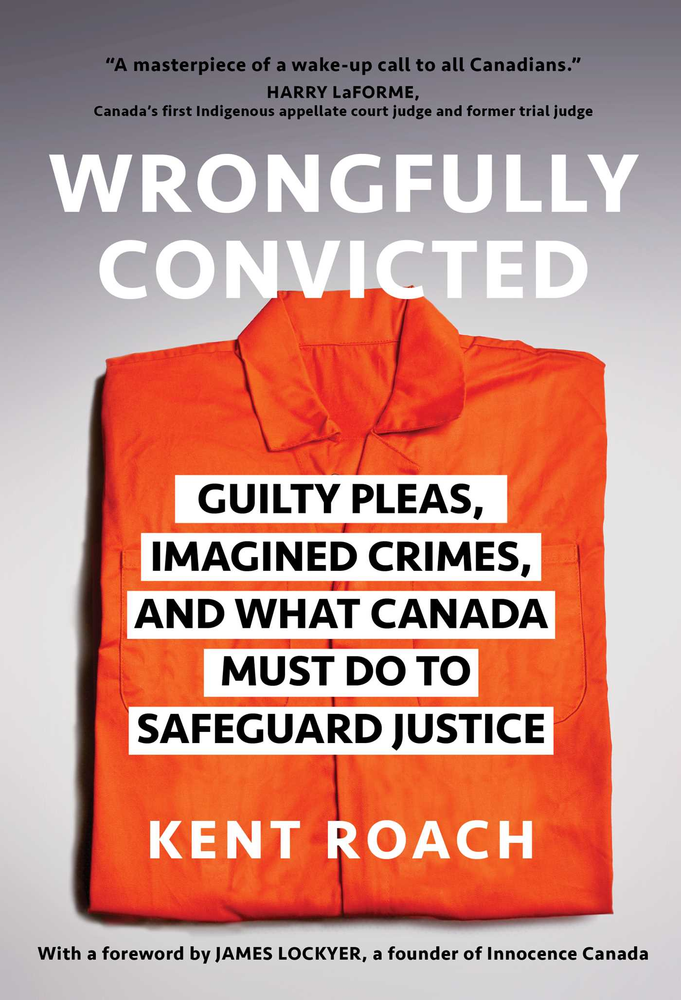 “A masterpiece of a wake-up call to all Canadians.”
HARRY LaFORME,
Canada’s first Indigenous appellate court judge and former trial judge
WRONGFULLY
CONVICTED
GUILTY PLEAS,
IMAGINED CRIMES,
AND WHAT CANADA
MUST DO TO
SAFEGUARD JUSTICE
KENT ROACH
With a foreword by JAMES LOCKYER, a founder of Innocence Canada